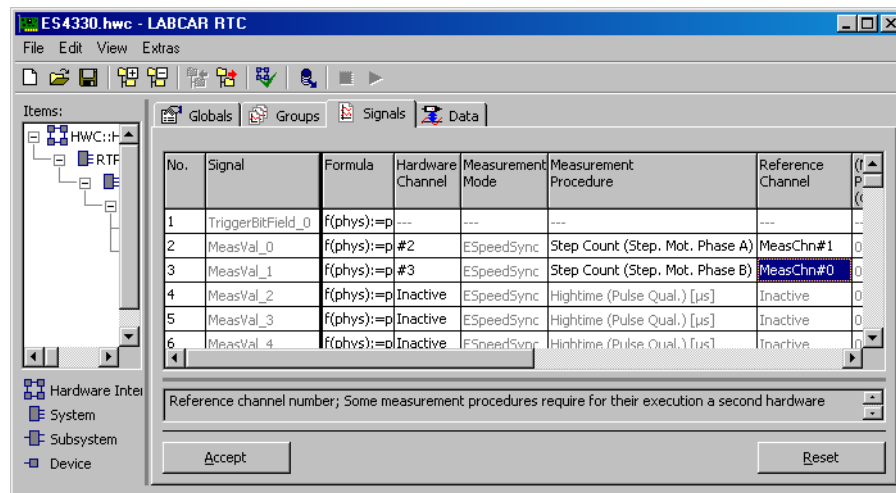 ES4330.hwc - LABCAR RTC
File Edit View Extras
Items:
HWC::H
RTP
Hardware Inter
System
Subsystem
Device
Globals Groups Signals Data
No. Signal Formula Hardware Channel Measurement Mode Measurement Procedure Reference Channel
1 TriggerBitField_0 f(phys):=p --- --- --- ---
2 MeasVal_0 f(phys):=p #2 ESpeedSync Step Count (Step. Mot. Phase A) MeasChn#1 0
3 MeasVal_1 f(phys):=p #3 ESpeedSync Step Count (Step. Mot. Phase B) MeasChn#0 0
4 MeasVal_2 f(phys):=p Inactive ESpeedSync Hightime (Pulse Qual.) [µs] Inactive 0
5 MeasVal_3 f(phys):=p Inactive ESpeedSync Hightime (Pulse Qual.) [µs] Inactive 0
6 MeasVal_4 f(phys):=p Inactive ESpeedSync Hightime (Pulse Qual.) [µs] Inactive 0
Reference channel number; Some measurement procedures require for their execution a second hardware
Accept Reset